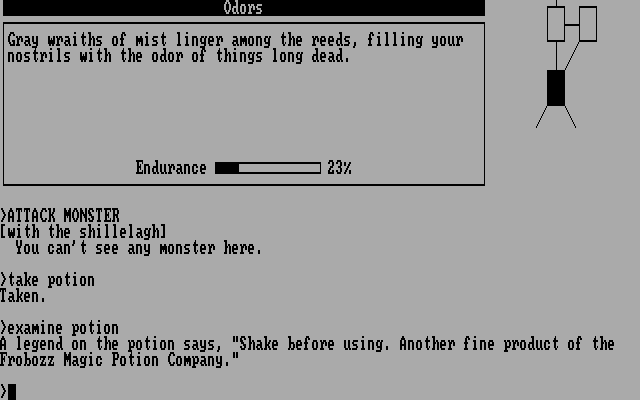 Odors
Gray wraiths of mist linger among the reeds, filling your
nostrils with the odor of things long dead.
Endurance 23%
>ATTACK MONSTER
[with the shillelagh]
You can't see any monster here.
>take potion
Taken.
>examine potion
A legend on the potion says, "Shake before using. Another fine product of the
Frobozz Magic Potion Company."
>